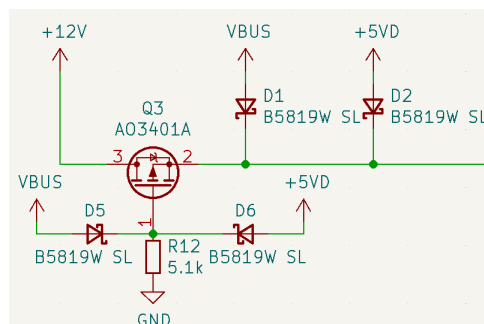 +12V
VBUS
+5VD
Q3
AO3401A
D1
B5819W SL
D2
B5819W SL
3
2
VBUS
+5VD
D5
1
D6
B5819W SL
R12
B5819W SL
5.1k
GND